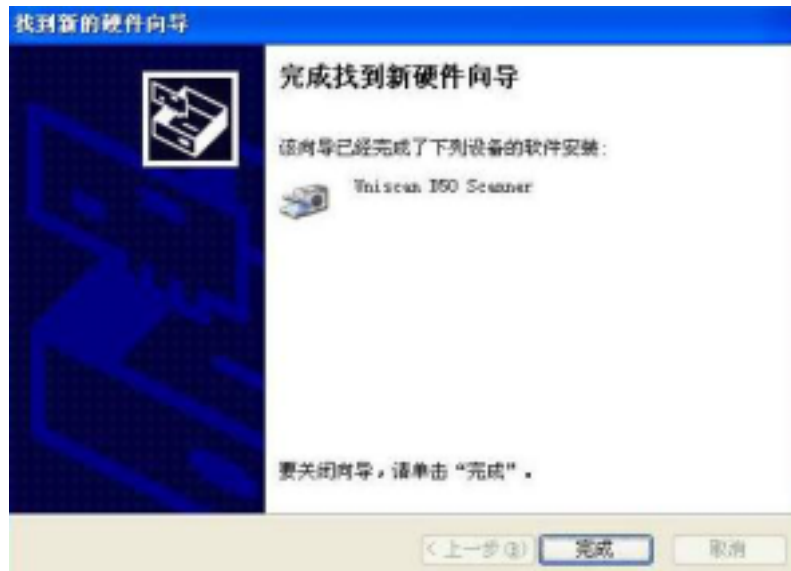 找到新的硬件向导
完成找到新硬件向导
该向导已经完成了下列设备的软件安装:
Uniscan D50 Scanner
要关闭向导，请单击“完成”。
<上一步(B) 完成 取消